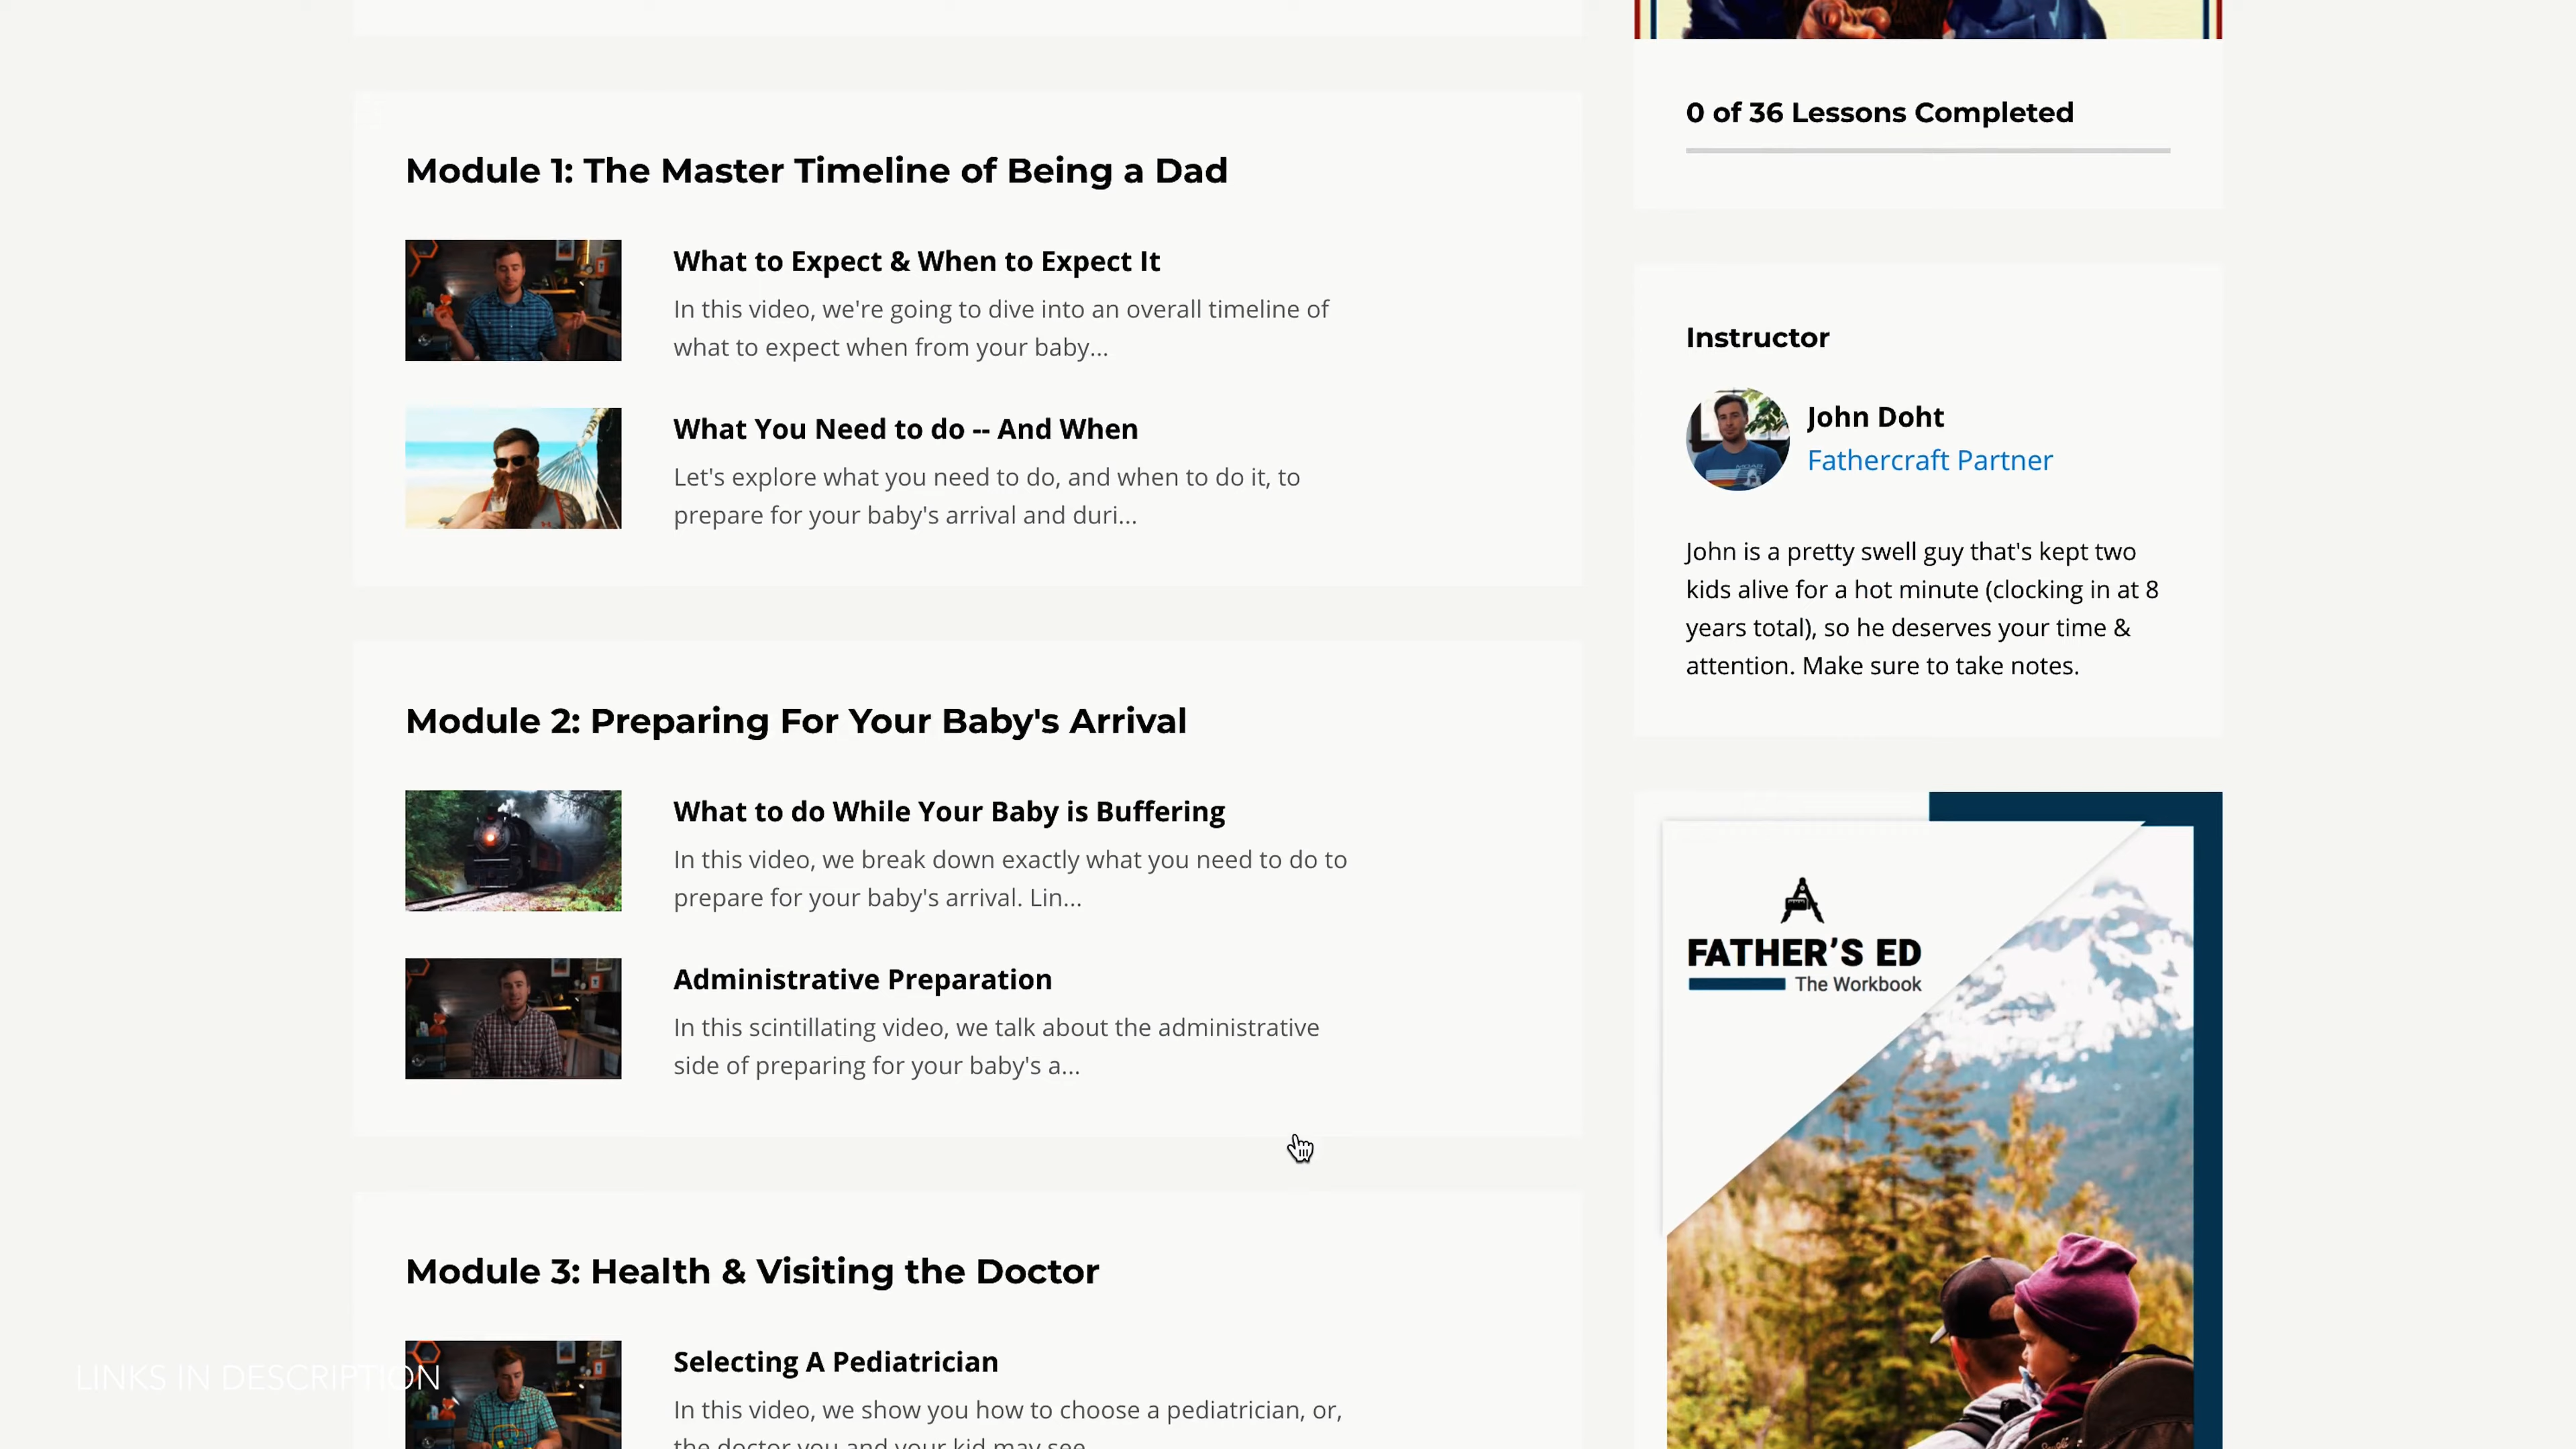 Module 1: The Master Timeline of Being a Dad
What to Expect & When to Expect It
In this video, we're going to dive into an overall timeline of
what to expect when from your baby...
What You Need to do -- And When
Let's explore what you need to do, and when to do it, to
prepare for your baby's arrival and duri...
Module 2: Preparing For Your Baby's Arrival
What to do While Your Baby is Buffering
In this video, we break down exactly what you need to do to
prepare for your baby's arrival. Lin...
Administrative Preparation
In this scintillating video, we talk about the administrative
side of preparing for your baby's a...
Module 3: Health & Visiting the Doctor
Selecting A Pediatrician
In this video, we show you how to choose a pediatrician, or,
the doctor you and your kid may see
LINKS IN DESCRIPTION
0 of 36 Lessons Completed
Instructor
John Doht
Fathercraft Partner
John is a pretty swell guy that's kept two
kids alive for a hot minute (clocking in at 8
years total), so he deserves your time &
attention. Make sure to take notes.
FATHER'S ED
The Workbook